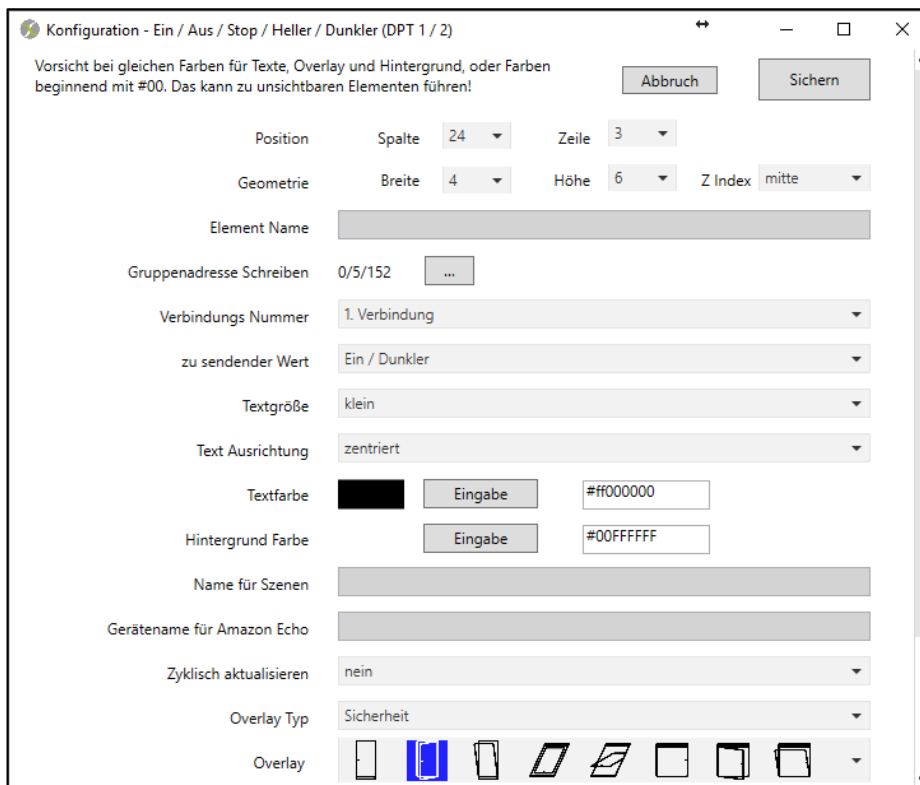 Konfiguration - Ein / Aus / Stop / Heller / Dunkler (DPT 1 / 2)
Vorsicht bei gleichen Farben für Texte, Overlay und Hintergrund, oder Farben
beginnend mit #00. Das kann zu unsichtbaren Elementen führen!
Abbruch
Sichern
Position Spalte 24 Zeile 3
Geometrie Breite 4 Höhe 6 Z Index mitte
Element Name
Gruppenadresse Schreiben 0/5/152 ...
Verbindungs Nummer 1. Verbindung
zu sendender Wert Ein / Dunkler
Textgröße klein
Text Ausrichtung zentriert
Textfarbe Eingabe #ff000000
Hintergrund Farbe Eingabe #00FFFFFF
Name für Szenen
Gerätename für Amazon Echo
Zyklisch aktualisieren nein
Overlay Typ Sicherheit
Overlay